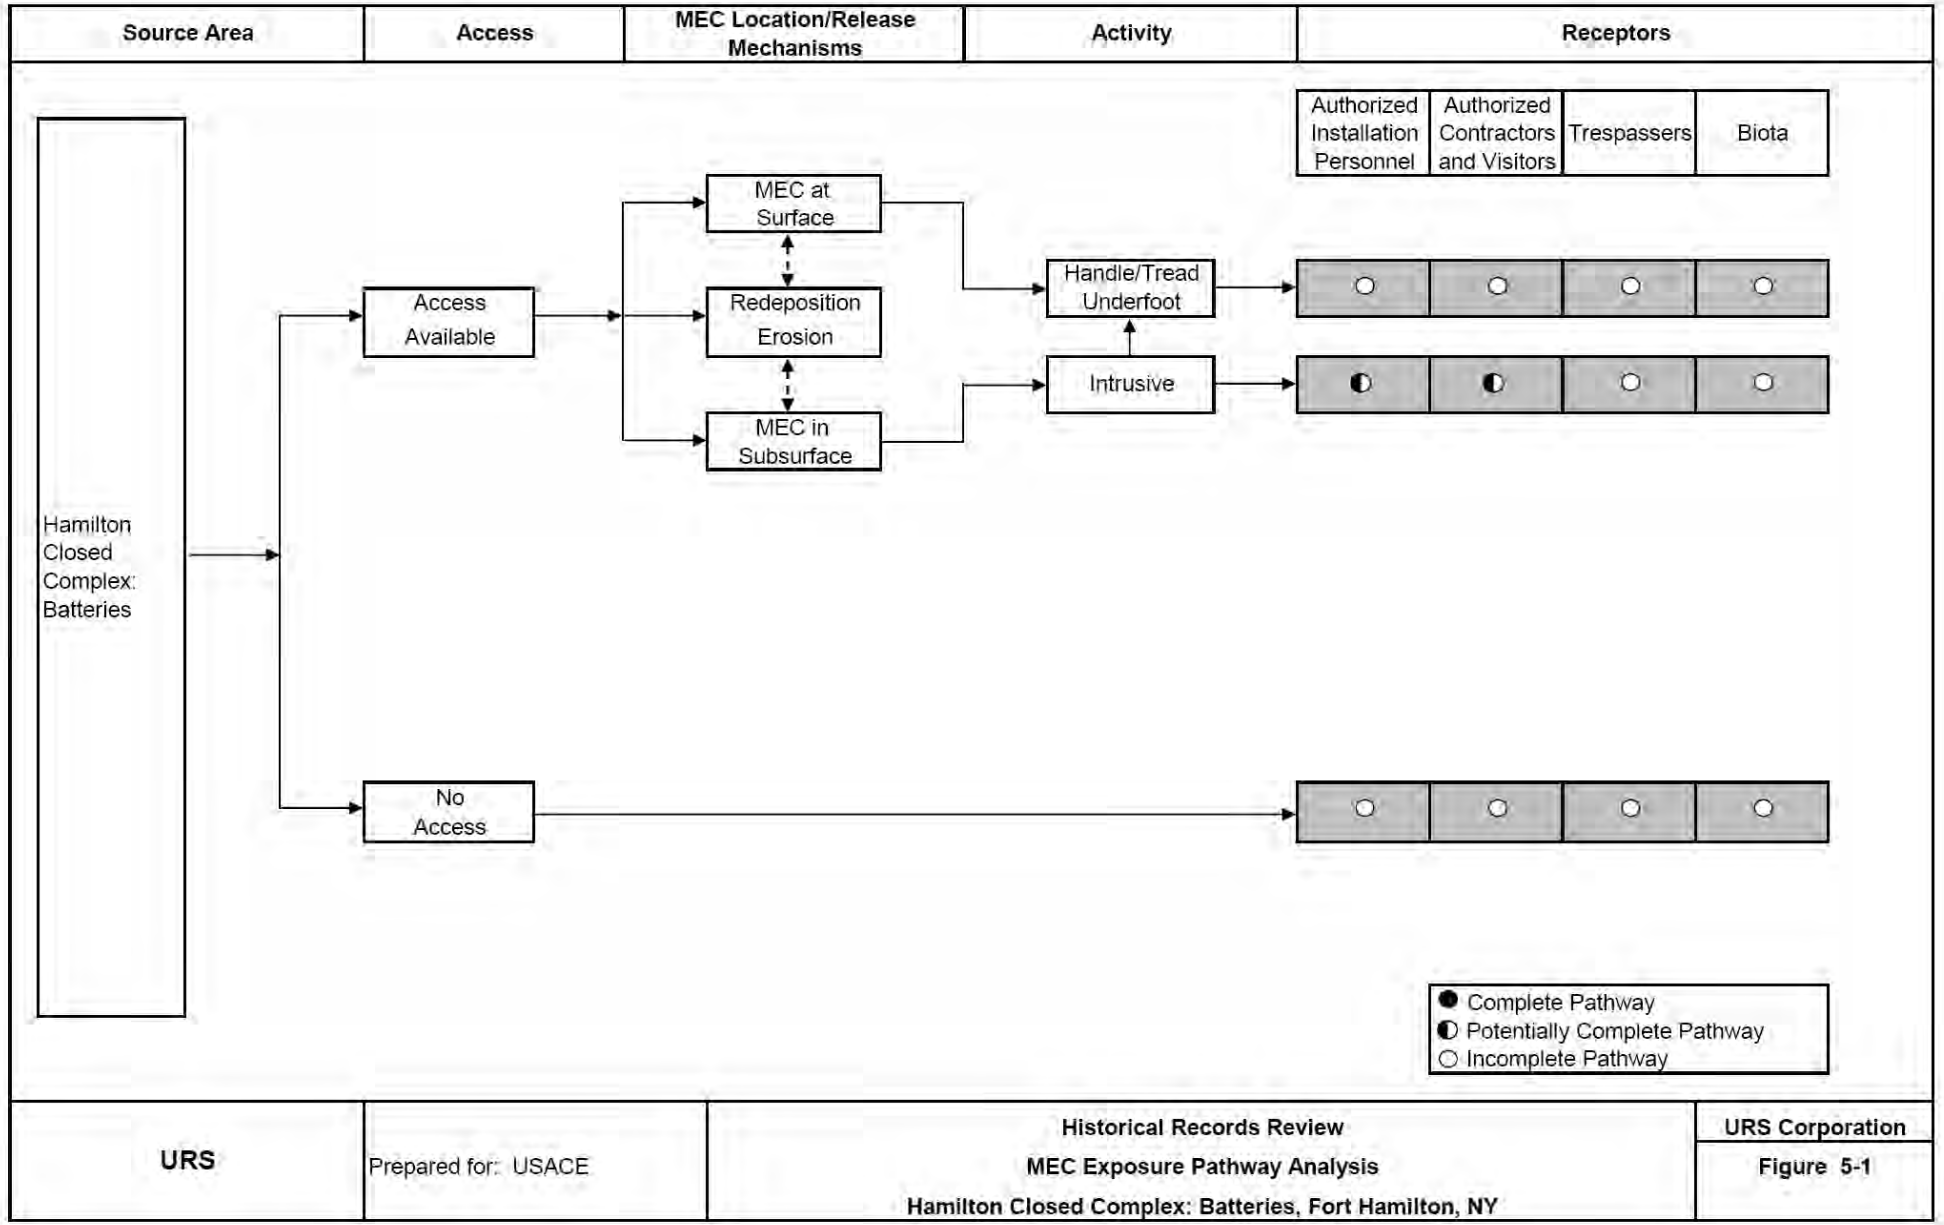 Source Area
Access
MEC Location/Release
Mechanisms
Activity
Receptors
Authorized
Installation
Personnel
Authorized
Contractors
and Visitors
Trespassers
Biota
MEC at
Surface
Handle/Tread
Underfoot
Access
Available
Redeposition
Erosion
Intrusive
MEC in
Subsurface
Hamilton
Closed
Complex:
Batteries
No
Access
Complete Pathway
Potentially Complete Pathway
Incomplete Pathway
URS
Prepared for: USACE
Historical Records Review
MEC Exposure Pathway Analysis
Hamilton Closed Complex: Batteries, Fort Hamilton, NY
URS Corporation
Figure 5-1